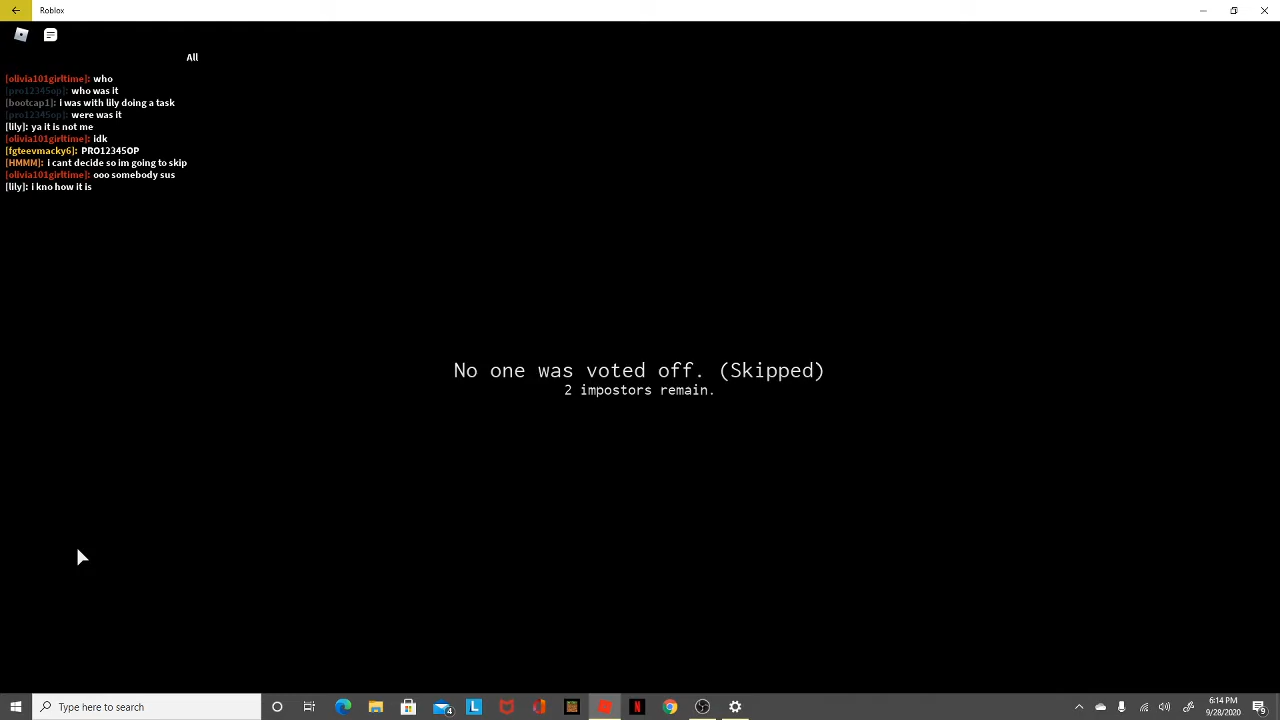 Roblox
All
[olivia101girltime]: who
[pro12345op]: who was it
[bootcap1]: i was with lily doing a task
[pro12345op]: were was it
[lily]: ya it is not me
[olivia101girltime]: idk
[fgteevmacky6]: PRO12345OP
[HMMM]: i cant decide so im going to skip
[olivia101girltime]: ooo somebody sus
[lily]: i kno how it is
No one was voted off. (Skipped)
2 impostors remain.
Type here to search
4
L
N
6:14 PM
9/28/2020